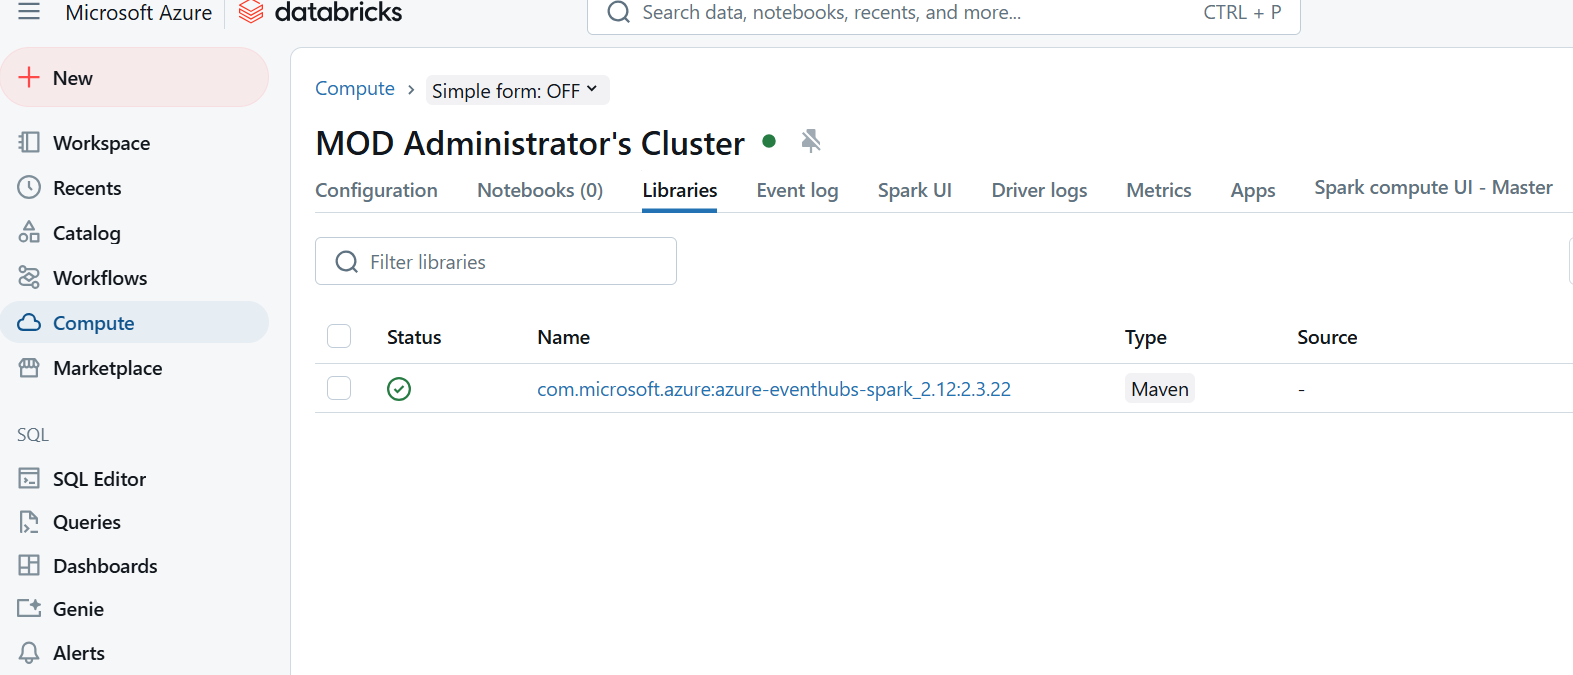 Microsoft Azure
databricks
Search data, notebooks, recents, and more...
CTRL + P
New
Workspace
Recents
Catalog
Workflows
Compute
Marketplace
SQL
SQL Editor
Queries
Dashboards
Genie
Alerts
Compute > Simple form: OFF
MOD Administrator's Cluster
Configuration Notebooks (0) Libraries Event log Spark UI Driver logs Metrics Apps Spark compute UI - Master
Filter libraries
Status Name Type Source
com.microsoft.azure:azure-eventhubs-spark_2.12:2.3.22 Maven -